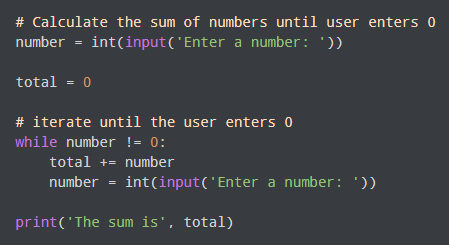 # Calculate the sum of numbers until user enters 0
number = int(input('Enter a number: '))
total = 0
# iterate until the user enters 0
while number != 0:
    total += number
    number = int(input('Enter a number: '))
print('The sum is', total)